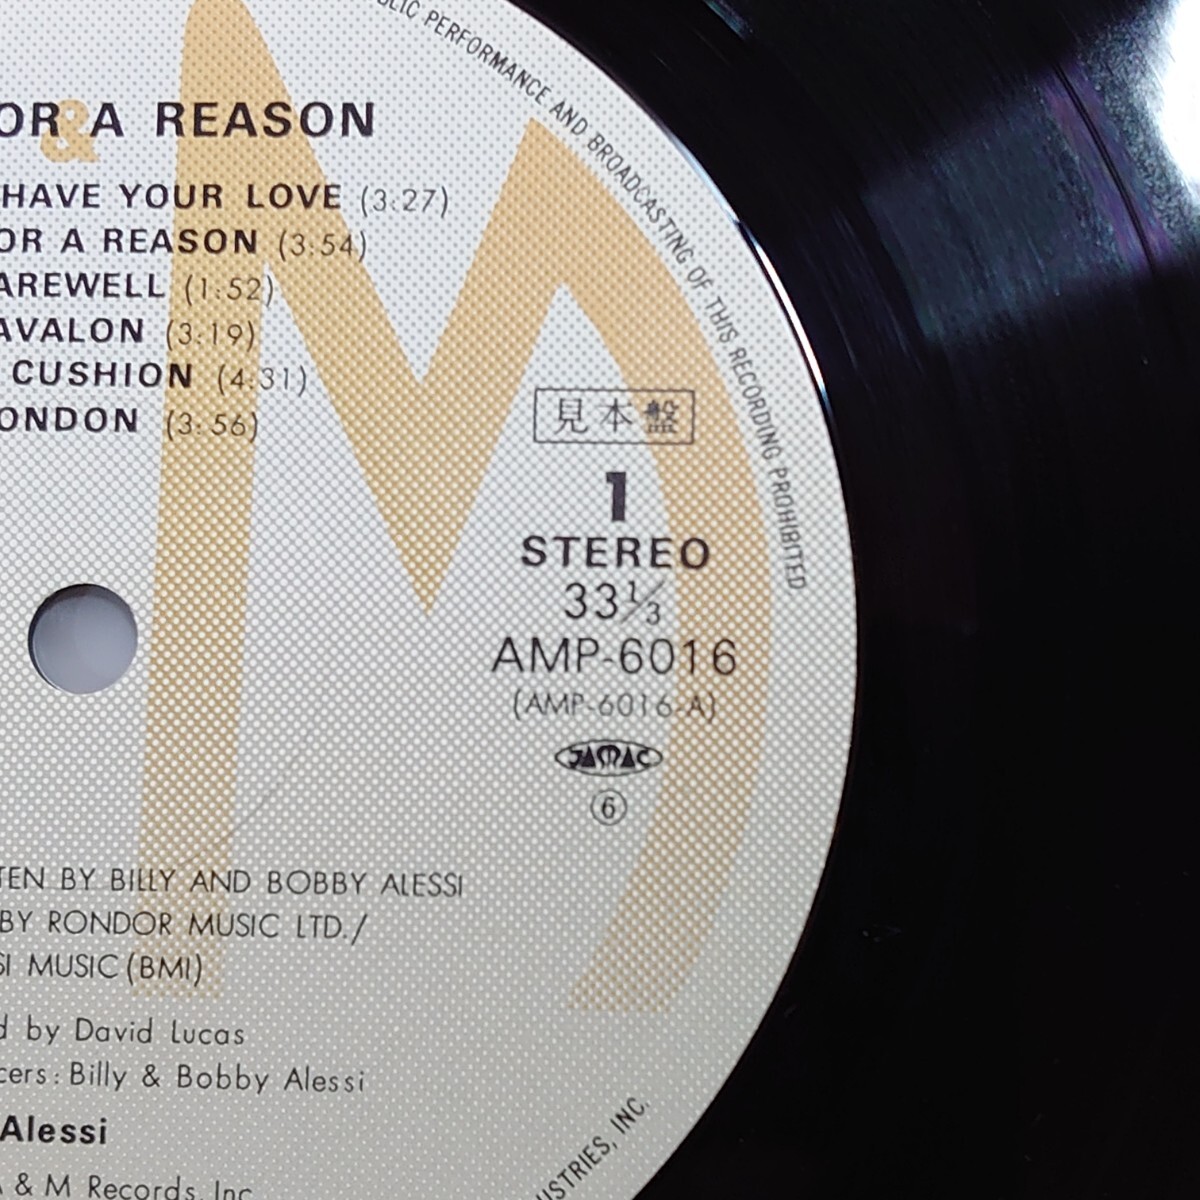 PERFORMANCE AND BROADCASTING OF THIS RECORDING PROHIBITED
OR & A REASON
HAVE YOUR LOVE (3:27)
OR A REASON (3:54)
AREWELL (1:52)
AVALON (3:19)
CUSHION (4:31)
ONDON (3:56)
見本盤
1
STEREO
33 1/3
AMP-6016
(AMP-6016-A)
JAMAC
⑥
TEN BY BILLY AND BOBBY ALESSI
BY RONDOR MUSIC LTD./
SI MUSIC (BMI)
d by David Lucas
cers: Billy & Bobby Alessi
Alessi
A & M Records, Inc
USTRIES, INC.